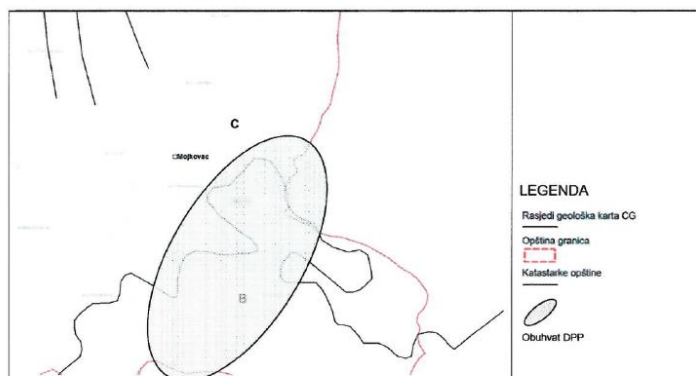 C
Mojkovac
B
LEGENDA
Rasjedi geološka karta CG
Opština granica
Katastarke opštine
Obuhvat DPP